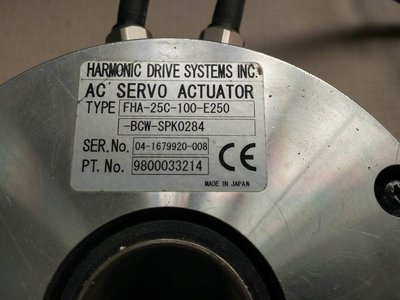 HARMONIC DRIVE SYSTEMS INC.
AC SERVO ACTUATOR
TYPE FHA-25C-100-E250
-BCW-SPK0284
SER.No. 04-1679920-008
PT. No. 9800033214
CE
MADE IN JAPAN